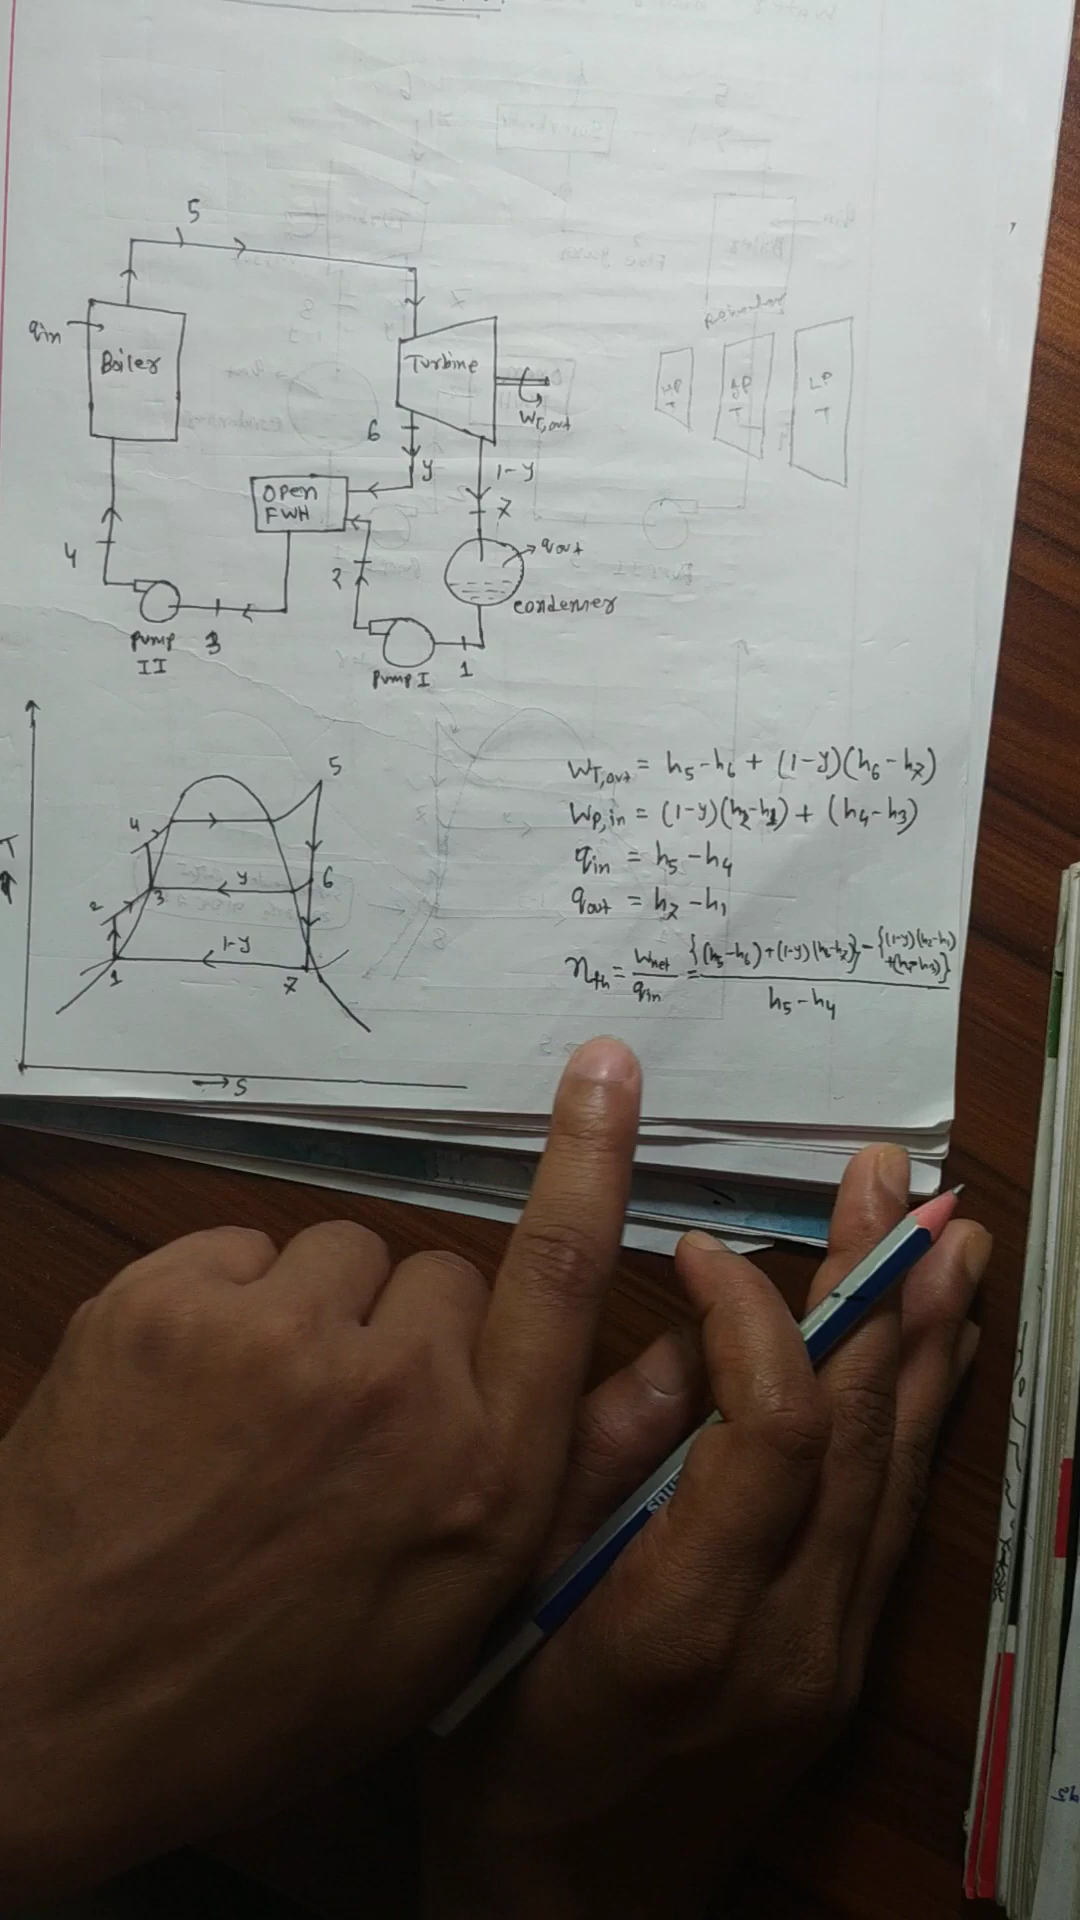 5
qin
Boiler
Turbine
WT,out
6
y
1-y
7
Open
FWH
qout
4
2
condenser
Pump
II
3
Pump I
1
HP
T
IP
T
LP
T
T
5
4
y
6
2
3
1-y
1
7
→ S
WT,out = h5-h6 + (1-y)(h6-h7)
Wp,in = (1-y)(h2-h1) + (h4-h3)
qin = h5-h4
qout = h7-h1
ηth = Wnet/qin = {(h5-h6)+(1-y)(h6-h7)} - {(1-y)(h2-h1)+(h4-h3)} / h5-h4